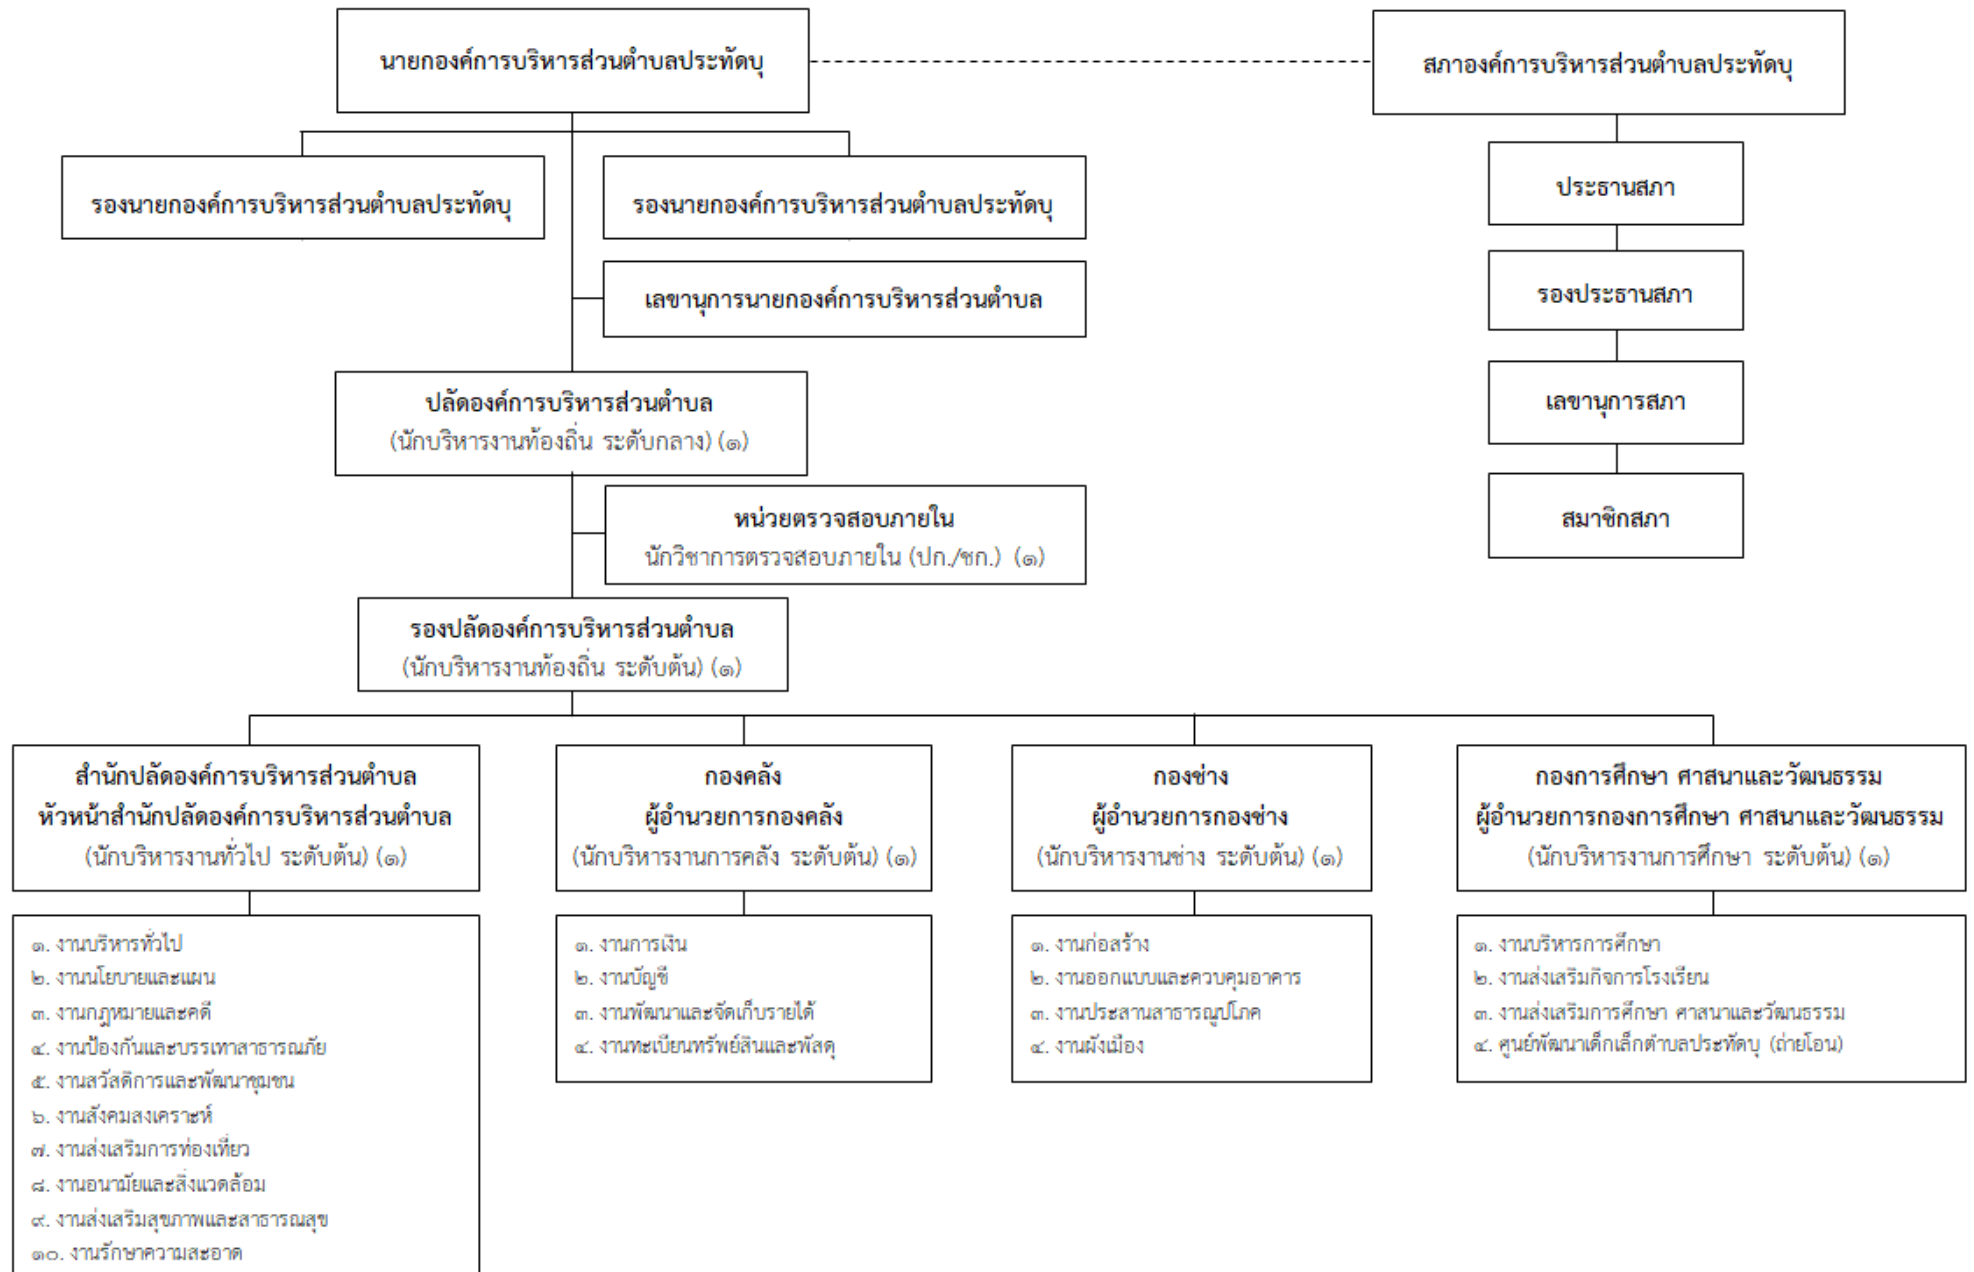 นายกองค์การบริหารส่วนตำบลประทัดบุ
สภาองค์การบริหารส่วนตำบลประทัดบุ
รองนายกองค์การบริหารส่วนตำบลประทัดบุ
รองนายกองค์การบริหารส่วนตำบลประทัดบุ
เลขานุการนายกองค์การบริหารส่วนตำบล
ประธานสภา
รองประธานสภา
เลขานุการสภา
สมาชิกสภา
ปลัดองค์การบริหารส่วนตำบล
(นักบริหารงานท้องถิ่น ระดับกลาง) (๑)
หน่วยตรวจสอบภายใน
นักวิชาการตรวจสอบภายใน (ปก./ชก.) (๑)
รองปลัดองค์การบริหารส่วนตำบล
(นักบริหารงานท้องถิ่น ระดับต้น) (๑)
สำนักปลัดองค์การบริหารส่วนตำบล
หัวหน้าสำนักปลัดองค์การบริหารส่วนตำบล
(นักบริหารงานทั่วไป ระดับต้น) (๑)
๑. งานบริหารทั่วไป
๒. งานนโยบายและแผน
๓. งานกฎหมายและคดี
๔. งานป้องกันและบรรเทาสาธารณภัย
๕. งานสวัสดิการและพัฒนาชุมชน
๖. งานสังคมสงเคราะห์
๗. งานส่งเสริมการท่องเที่ยว
๘. งานอนามัยและสิ่งแวดล้อม
๙. งานส่งเสริมสุขภาพและสาธารณสุข
๑๐. งานรักษาความสะอาด
กองคลัง
ผู้อำนวยการกองคลัง
(นักบริหารงานการคลัง ระดับต้น) (๑)
๑. งานการเงิน
๒. งานบัญชี
๓. งานพัฒนาและจัดเก็บรายได้
๔. งานทะเบียนทรัพย์สินและพัสดุ
กองช่าง
ผู้อำนวยการกองช่าง
(นักบริหารงานช่าง ระดับต้น) (๑)
๑. งานก่อสร้าง
๒. งานออกแบบและควบคุมอาคาร
๓. งานประสานสาธารณูปโภค
๔. งานผังเมือง
กองการศึกษา ศาสนาและวัฒนธรรม
ผู้อำนวยการกองการศึกษา ศาสนาและวัฒนธรรม
(นักบริหารงานการศึกษา ระดับต้น) (๑)
๑. งานบริหารการศึกษา
๒. งานส่งเสริมกิจการโรงเรียน
๓. งานส่งเสริมการศึกษา ศาสนาและวัฒนธรรม
๔. ศูนย์พัฒนาเด็กเล็กตำบลประทัดบุ (ถ่ายโอน)